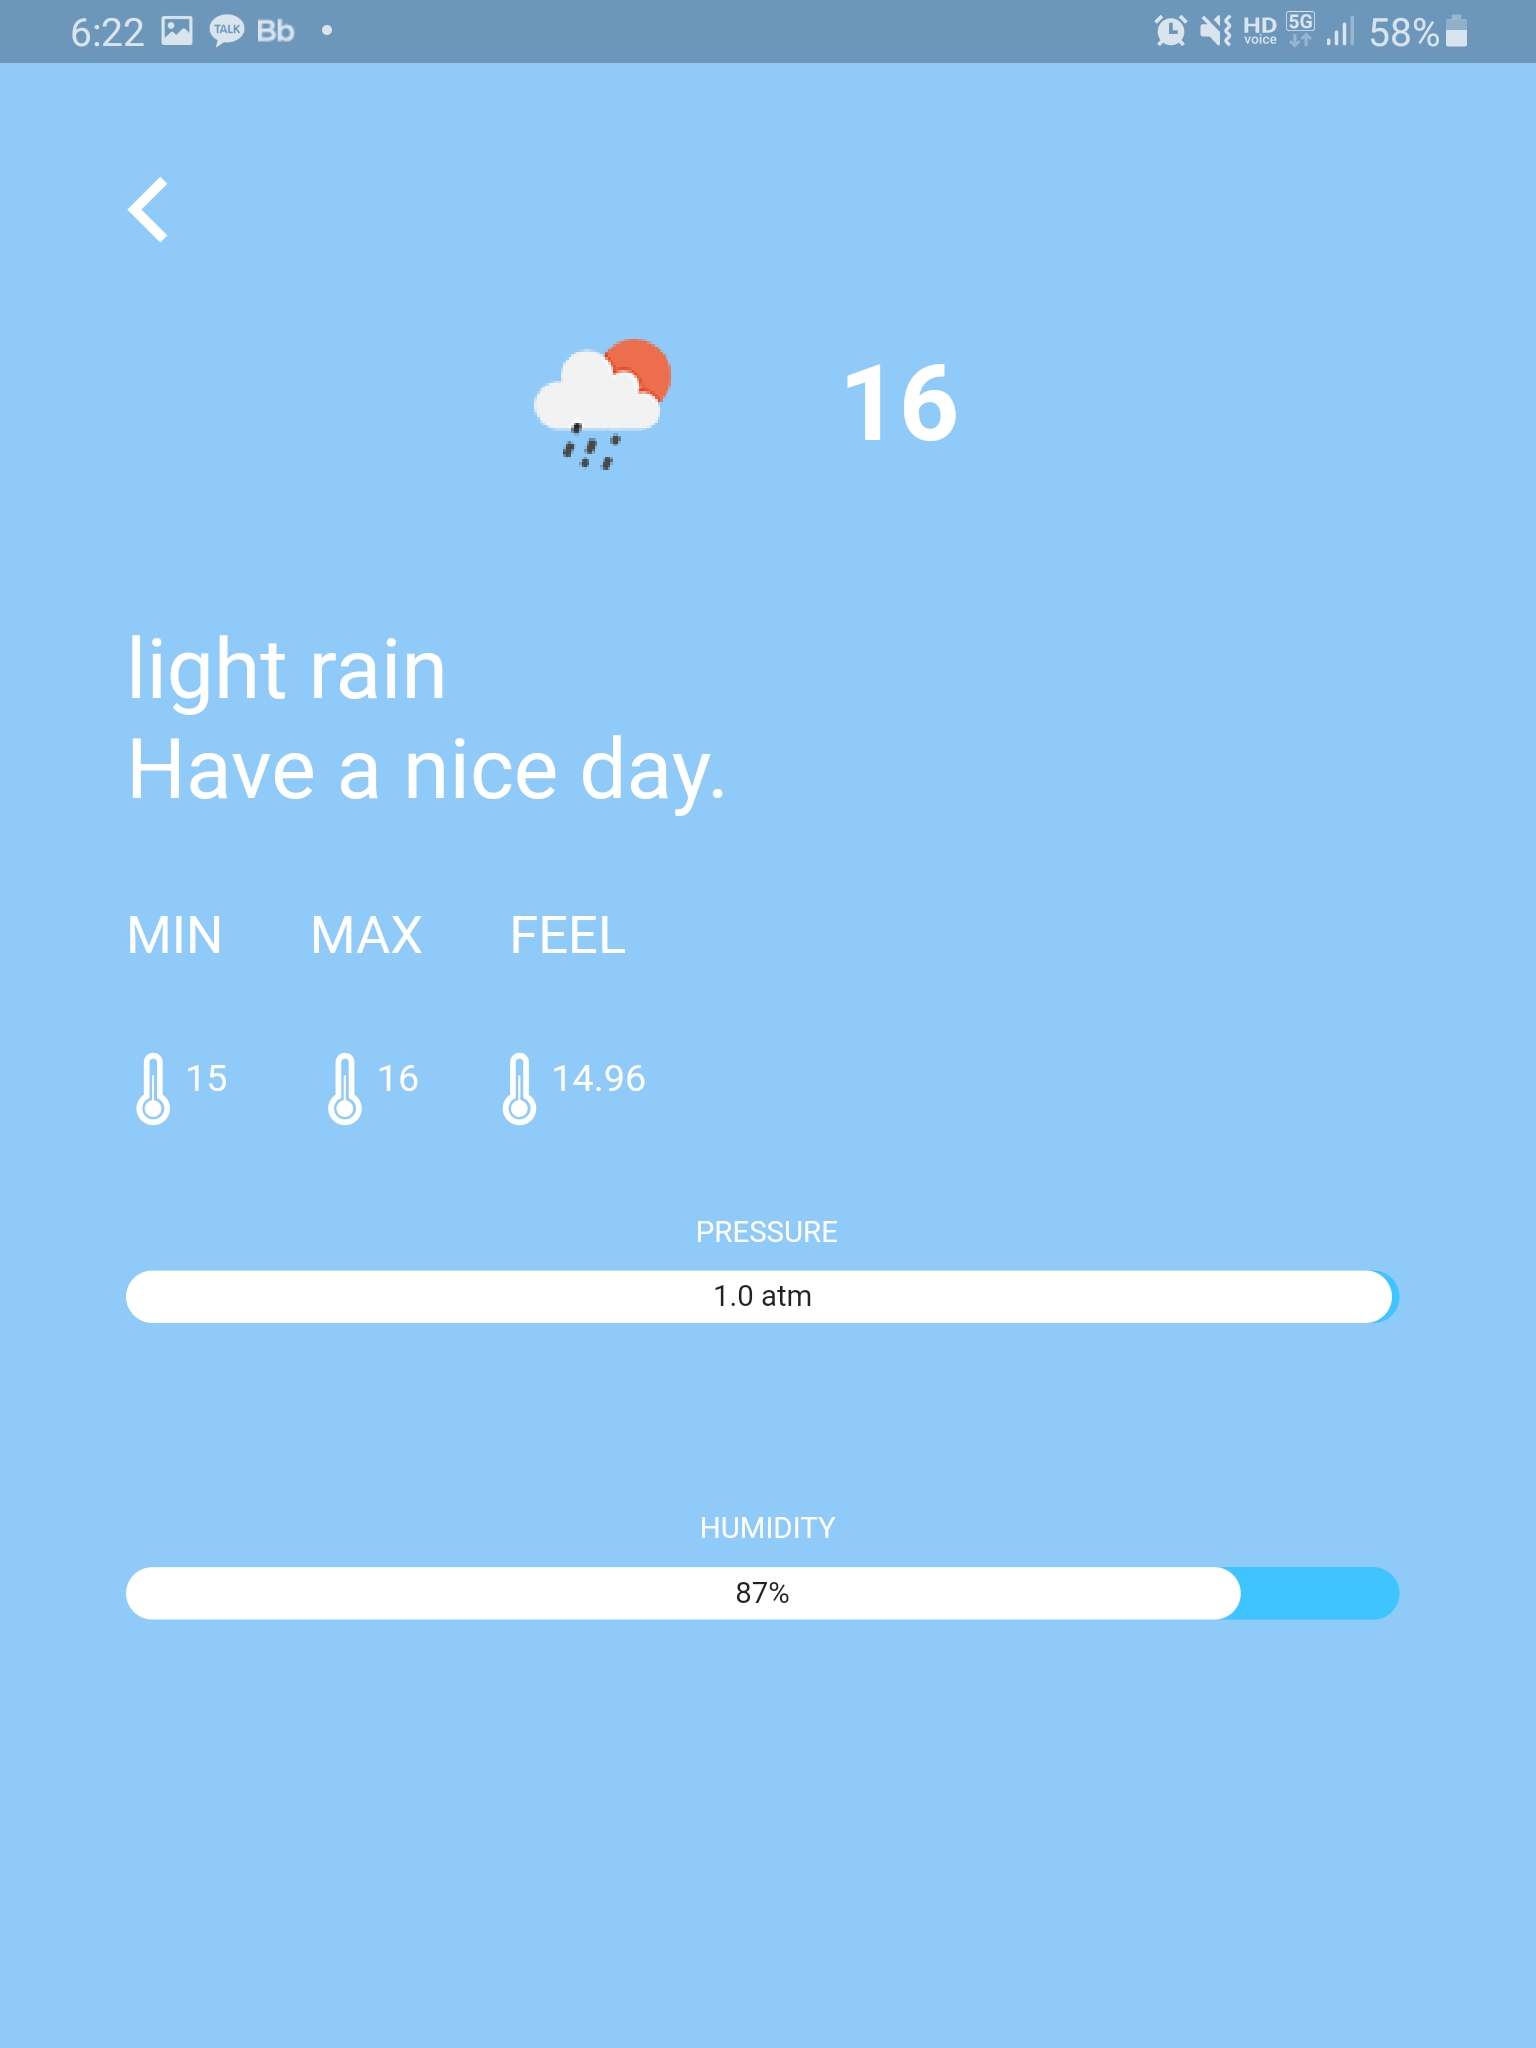 6:22 TALK Bb HD voice 5G 58%
16
light rain
Have a nice day.
MIN MAX FEEL
15 16 14.96
PRESSURE
1.0 atm
HUMIDITY
87%